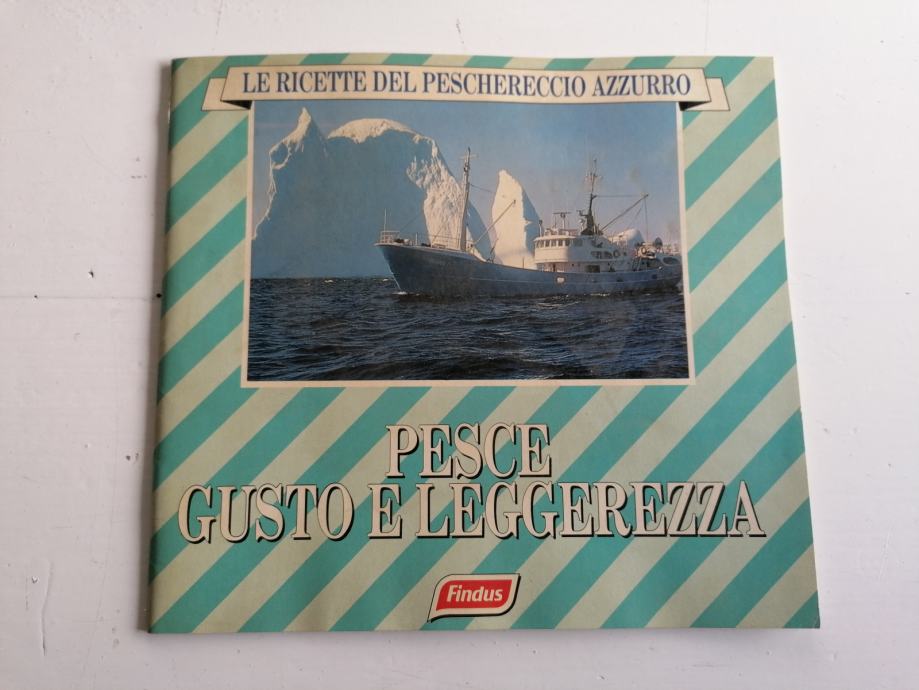 LE RICETTE DEL PESCHERECCIO AZZURRO
PESCE
GUSTO E LEGGEREZZA
Findus